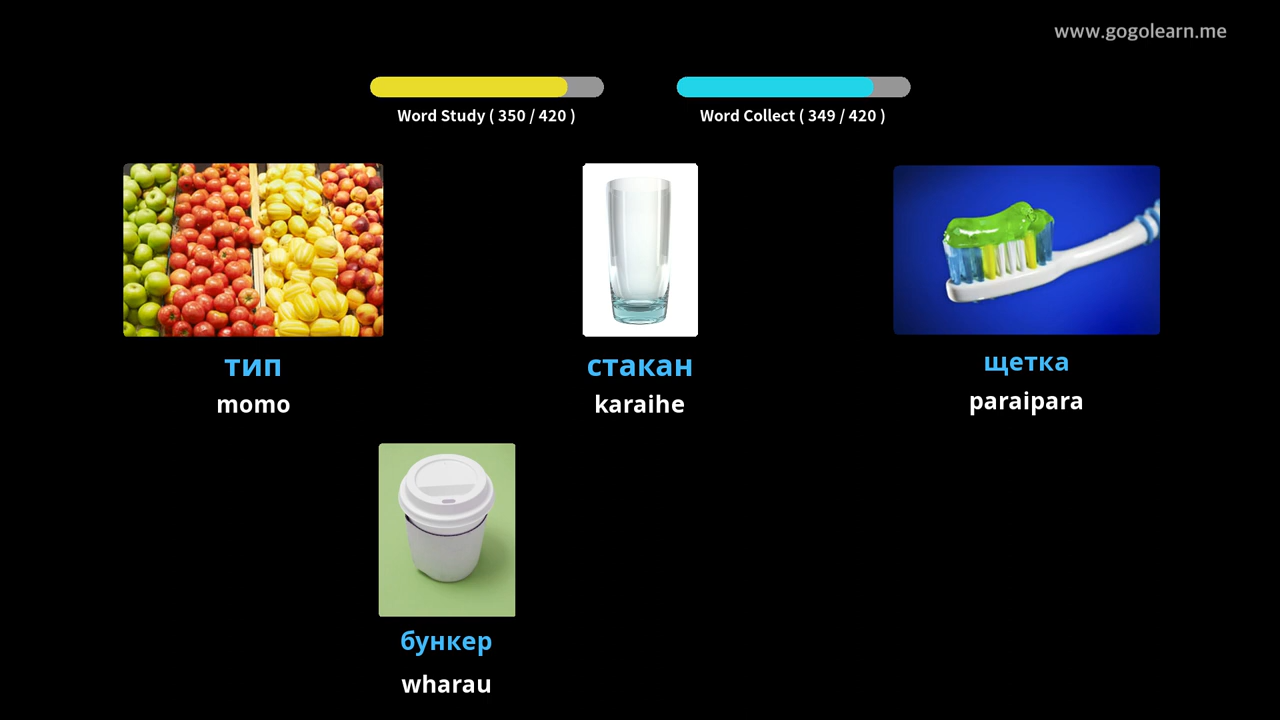 www.gogolearn.me
Word Study ( 350 / 420 )
Word Collect ( 349 / 420 )
тип
momo
стакан
karaihe
щетка
paraipara
бункер
wharau